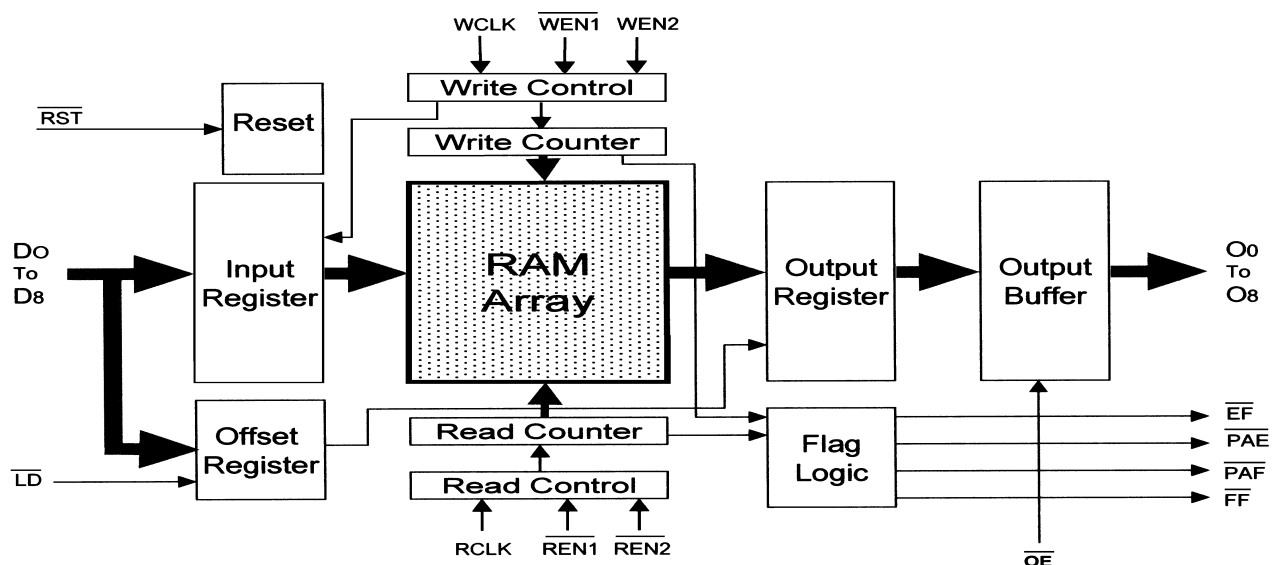 WCLK WEN1 WEN2
Write Control
RST
Reset
Write Counter
DO
To
D8
Input
Register
RAM
Array
Output
Register
Output
Buffer
O0
To
O8
Offset
Register
LD
Read Counter
Read Control
RCLK REN1 REN2
Flag
Logic
EF
PAE
PAF
FF
OE